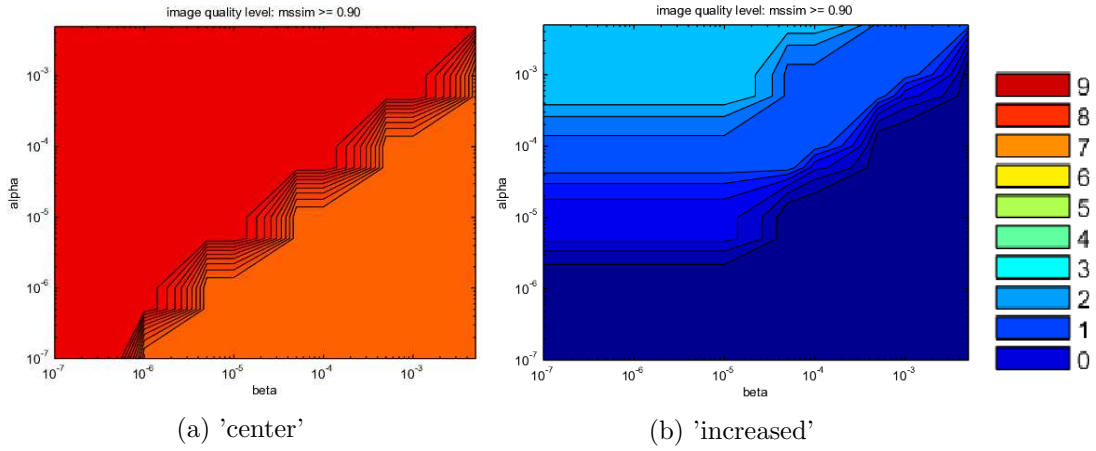 image quality level: mssim >= 0.90
10^-3
10^-4
alpha
10^-5
10^-6
10^-7
10^-7 10^-6 10^-5 10^-4 10^-3
beta
(a) 'center'
image quality level: mssim >= 0.90
10^-3
10^-4
alpha
10^-5
10^-6
10^-7
10^-7 10^-6 10^-5 10^-4 10^-3
beta
(b) 'increased'
9
8
7
6
5
4
3
2
1
0